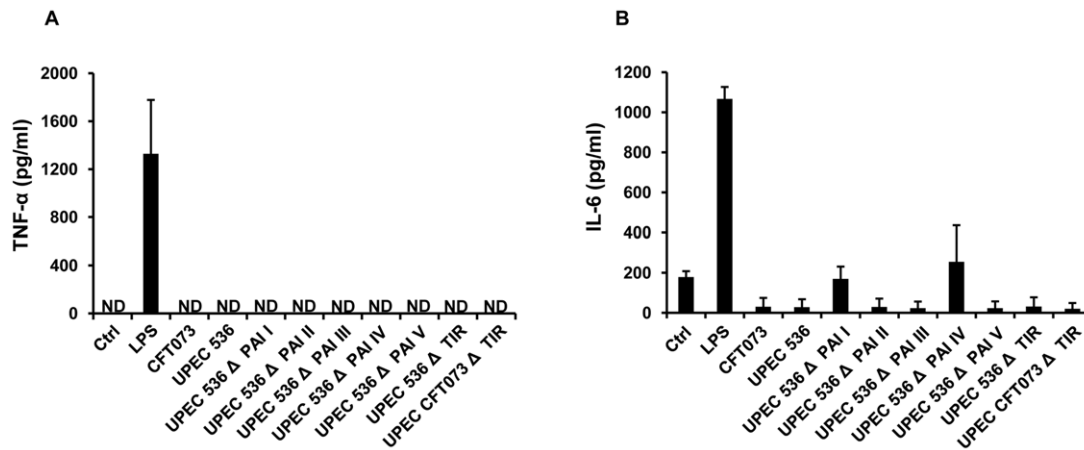 A
TNF-α (pg/ml)
2000
1600
1200
800
400
0
ND
ND
ND
ND
ND
ND
ND
ND
ND
ND
Ctrl
LPS
CFT073
UPEC 536
UPEC 536 Δ PAI I
UPEC 536 Δ PAI II
UPEC 536 Δ PAI III
UPEC 536 Δ PAI IV
UPEC 536 Δ PAI V
UPEC 536 Δ TIR
UPEC CFT073 Δ TIR
B
IL-6 (pg/ml)
1200
1000
800
600
400
200
0
Ctrl
LPS
CFT073
UPEC 536
UPEC 536 Δ PAI I
UPEC 536 Δ PAI II
UPEC 536 Δ PAI III
UPEC 536 Δ PAI IV
UPEC 536 Δ PAI V
UPEC 536 Δ TIR
UPEC CFT073 Δ TIR